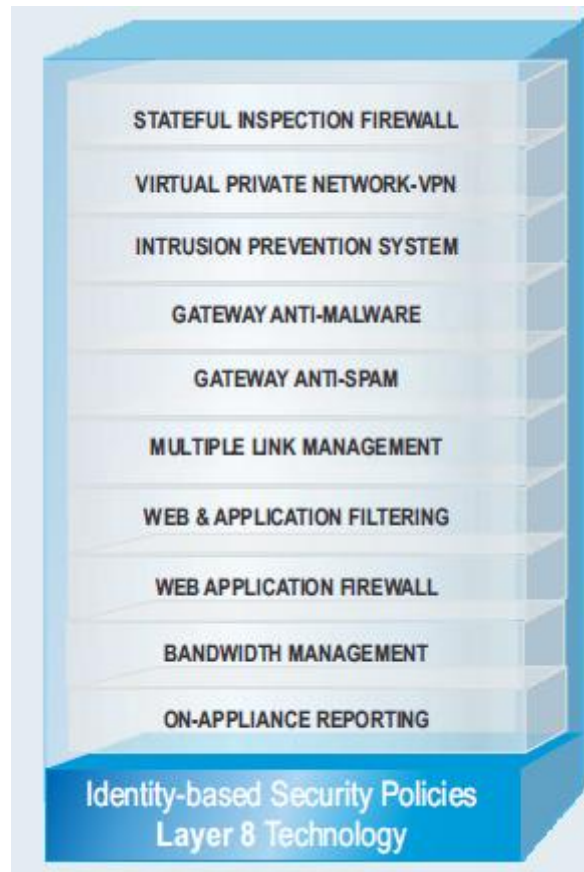 STATEFUL INSPECTION FIREWALL
VIRTUAL PRIVATE NETWORK-VPN
INTRUSION PREVENTION SYSTEM
GATEWAY ANTI-MALWARE
GATEWAY ANTI-SPAM
MULTIPLE LINK MANAGEMENT
WEB & APPLICATION FILTERING
WEB APPLICATION FIREWALL
BANDWIDTH MANAGEMENT
ON-APPLIANCE REPORTING
Identity-based Security Policies
Layer 8 Technology